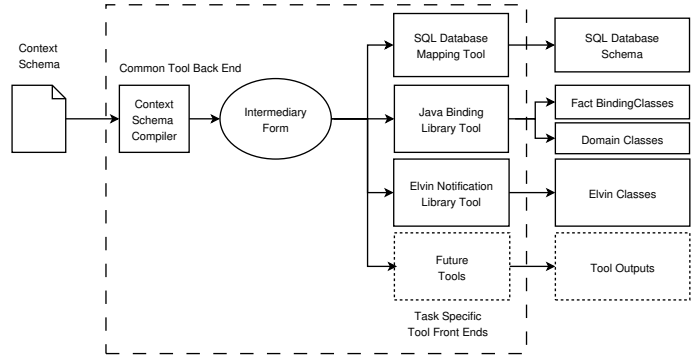 Context
Schema
Common Tool Back End
Context
Schema
Compiler
Intermediary
Form
SQL Database
Mapping Tool
SQL Database
Schema
Java Binding
Library Tool
Fact BindingClasses
Domain Classes
Elvin Notification
Library Tool
Elvin Classes
Future
Tools
Tool Outputs
Task Specific
Tool Front Ends